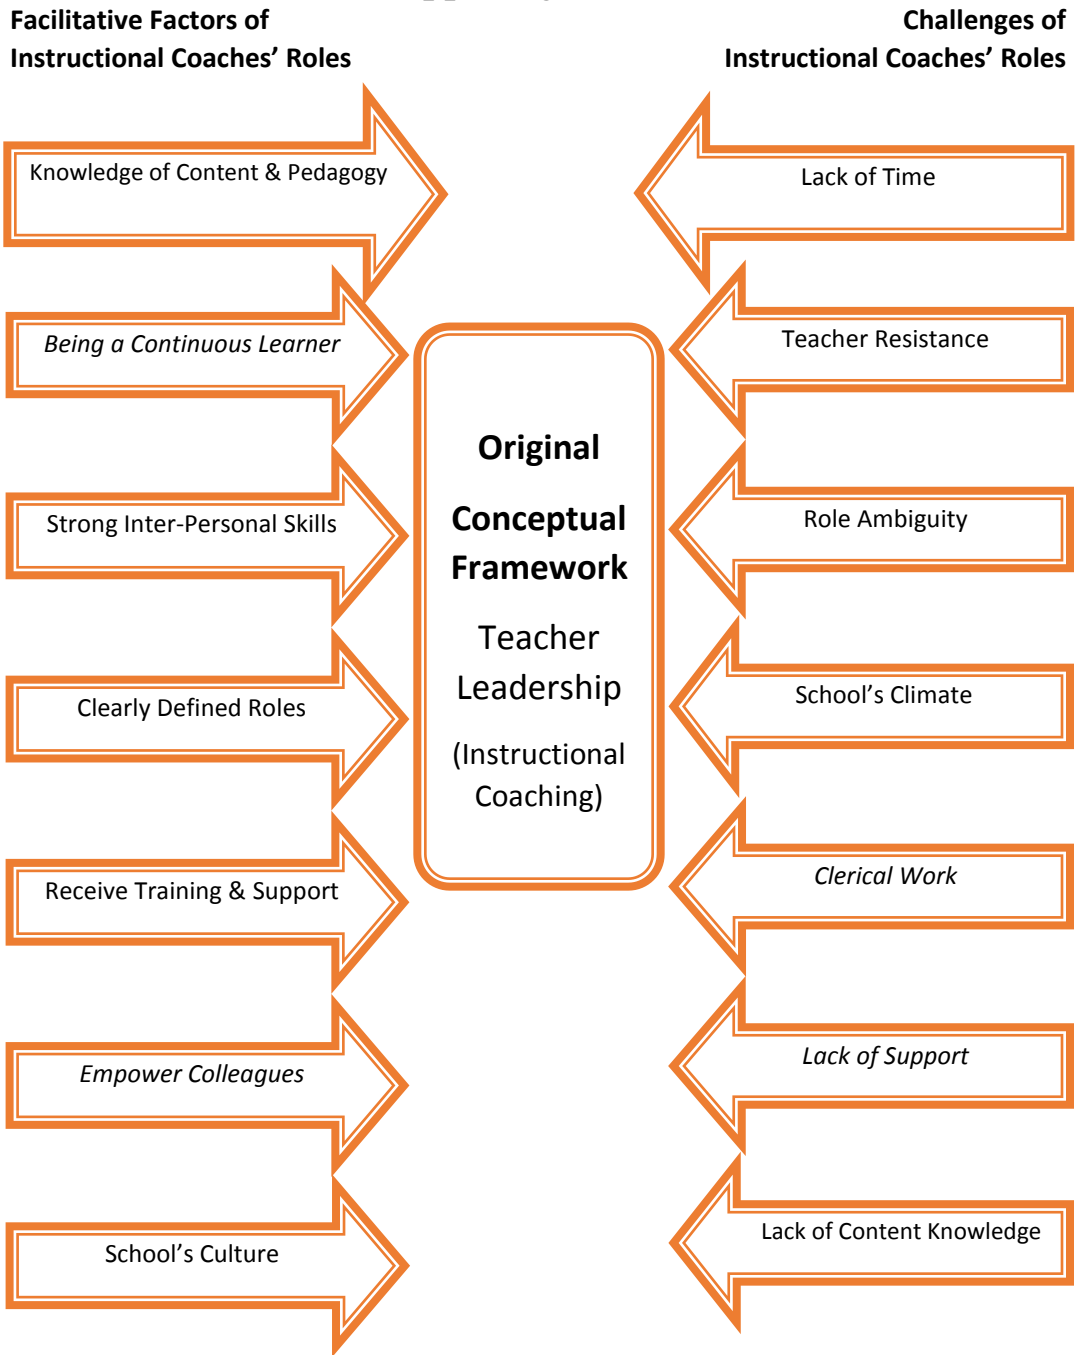 Facilitative Factors of
Instructional Coaches’ Roles
Challenges of
Instructional Coaches’ Roles
Knowledge of Content & Pedagogy
Being a Continuous Learner
Strong Inter-Personal Skills
Clearly Defined Roles
Receive Training & Support
Empower Colleagues
School’s Culture
Original
Conceptual
Framework
Teacher
Leadership
(Instructional
Coaching)
Lack of Time
Teacher Resistance
Role Ambiguity
School’s Climate
Clerical Work
Lack of Support
Lack of Content Knowledge